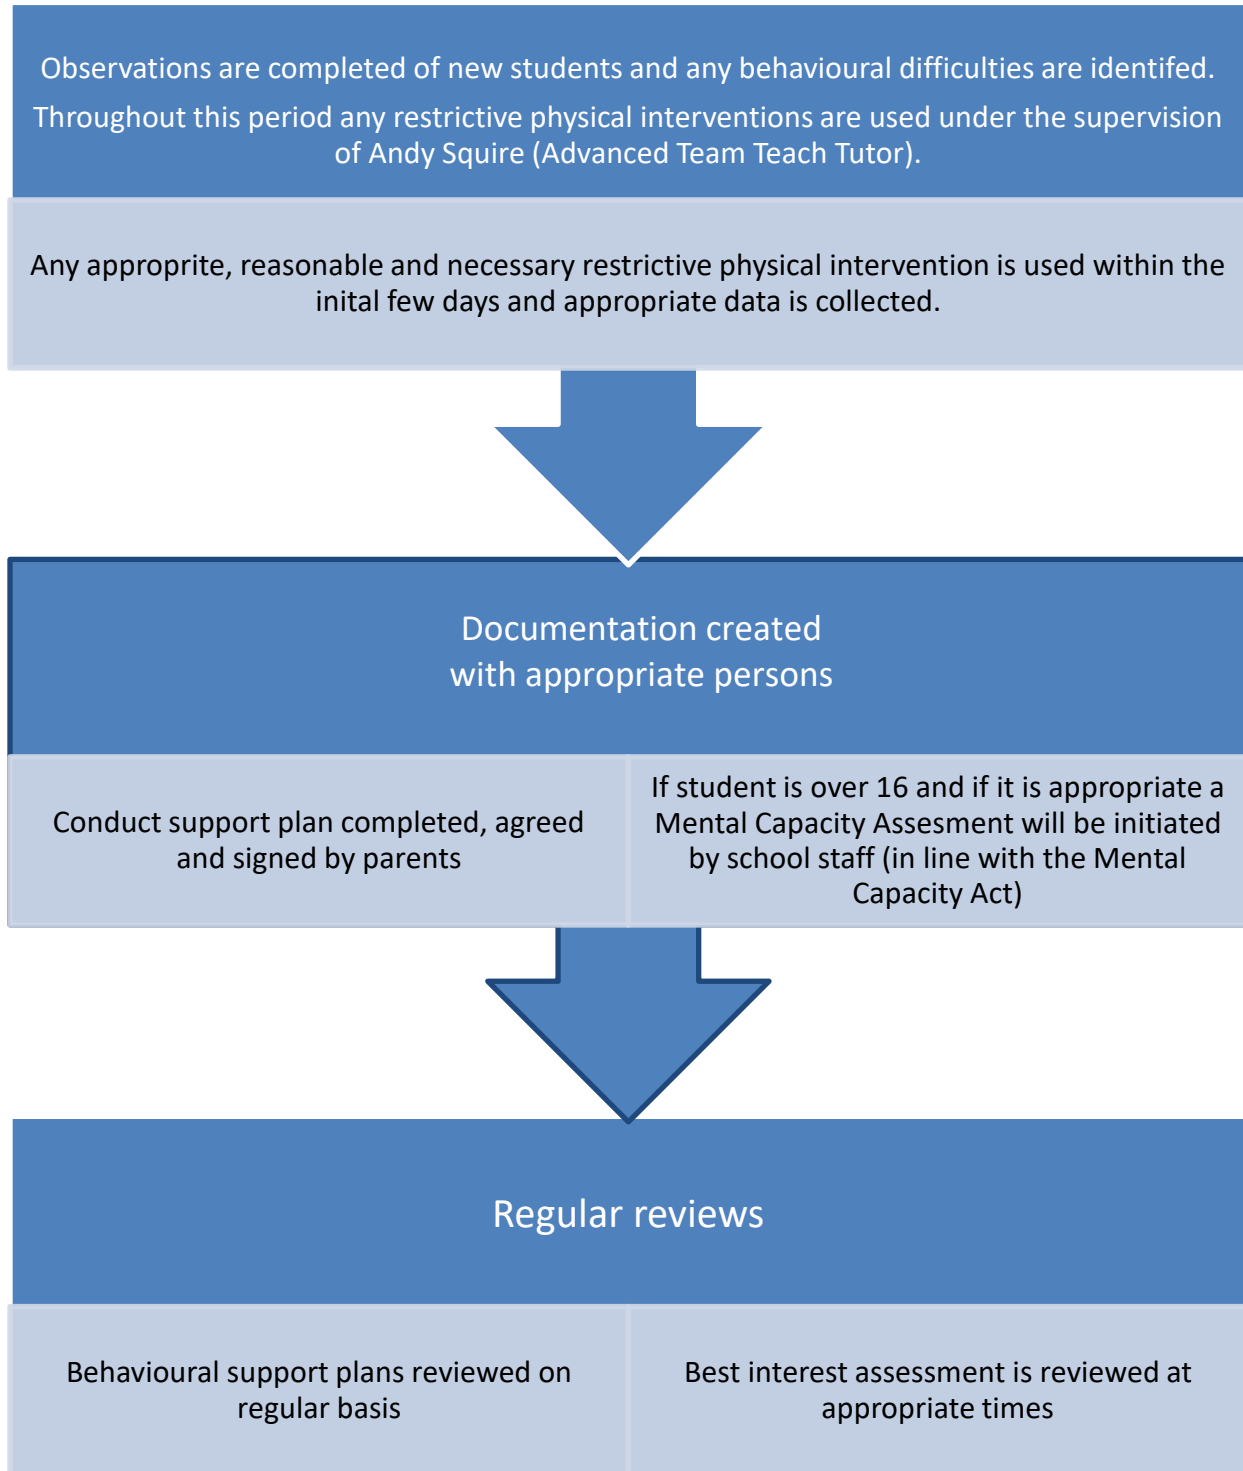 Observations are completed of new students and any behavioural difficulties are identifed.
Throughout this period any restrictive physical interventions are used under the supervision
of Andy Squire (Advanced Team Teach Tutor).
Any approprite, reasonable and necessary restrictive physical intervention is used within the
inital few days and appropriate data is collected.
Documentation created
with appropriate persons
Conduct support plan completed, agreed
and signed by parents
If student is over 16 and if it is appropriate a
Mental Capacity Assesment will be initiated
by school staff (in line with the Mental
Capacity Act)
Regular reviews
Behavioural support plans reviewed on
regular basis
Best interest assessment is reviewed at
appropriate times